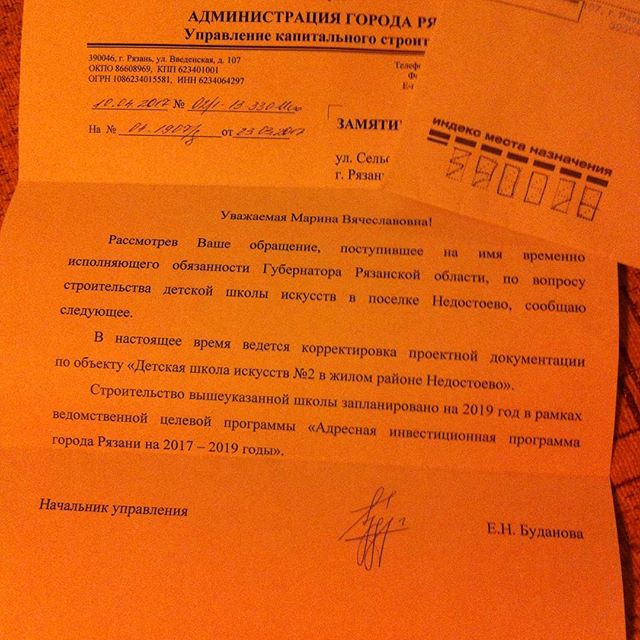 АДМИНИСТРАЦИЯ ГОРОДА РЯ
Управление капитального строит
390046, г. Рязань, ул. Введенская, д. 107
ОКПО 86608969, КПП 623401001
ОГРН 1086234015581, ИНН 6234064297
Телеф
10.04.2017 №
На № от 23.03.2017
ЗАМЯТИ
ул. Сельс
г. Рязан
индекс места назначения
390028
Уважаемая Марина Вячеславовна!
Рассмотрев Ваше обращение, поступившее на имя временно
исполняющего обязанности Губернатора Рязанской области, по вопросу
строительства детской школы искусств в поселке Недостоево, сообщаю
следующее.
В настоящее время ведется корректировка проектной документации
по объекту «Детская школа искусств №2 в жилом районе Недостоево».
Строительство вышеуказанной школы запланировано на 2019 год в рамках
ведомственной целевой программы «Адресная инвестиционная программа
города Рязани на 2017 – 2019 годы».
Начальник управления
Е.Н. Буданова